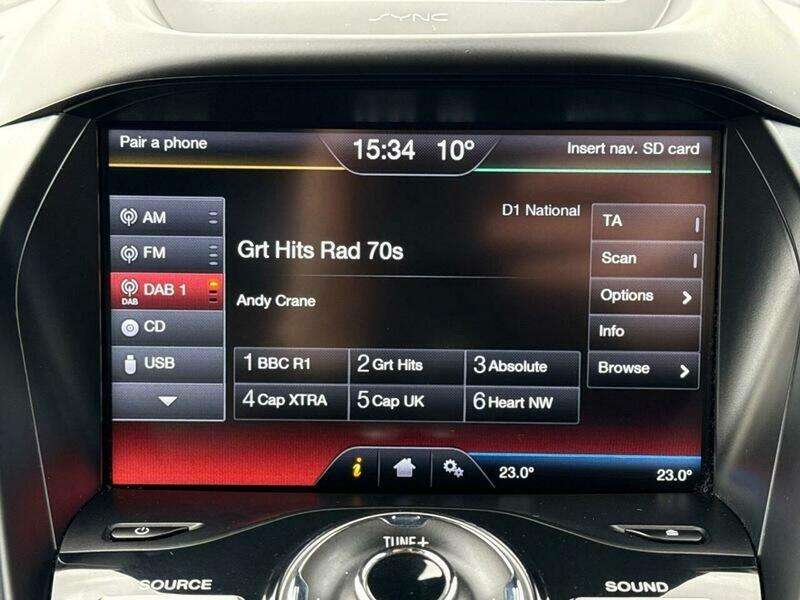 SYNC
Pair a phone
15:34 10°
Insert nav. SD card
D1 National
AM
FM
DAB
DAB 1
CD
USB
Grt Hits Rad 70s
Andy Crane
1 BBC R1
2 Grt Hits
3 Absolute
4 Cap XTRA
5 Cap UK
6 Heart NW
TA
Scan
Options
Info
Browse
i
23.0°
23.0°
TUNE+
SOURCE
SOUND